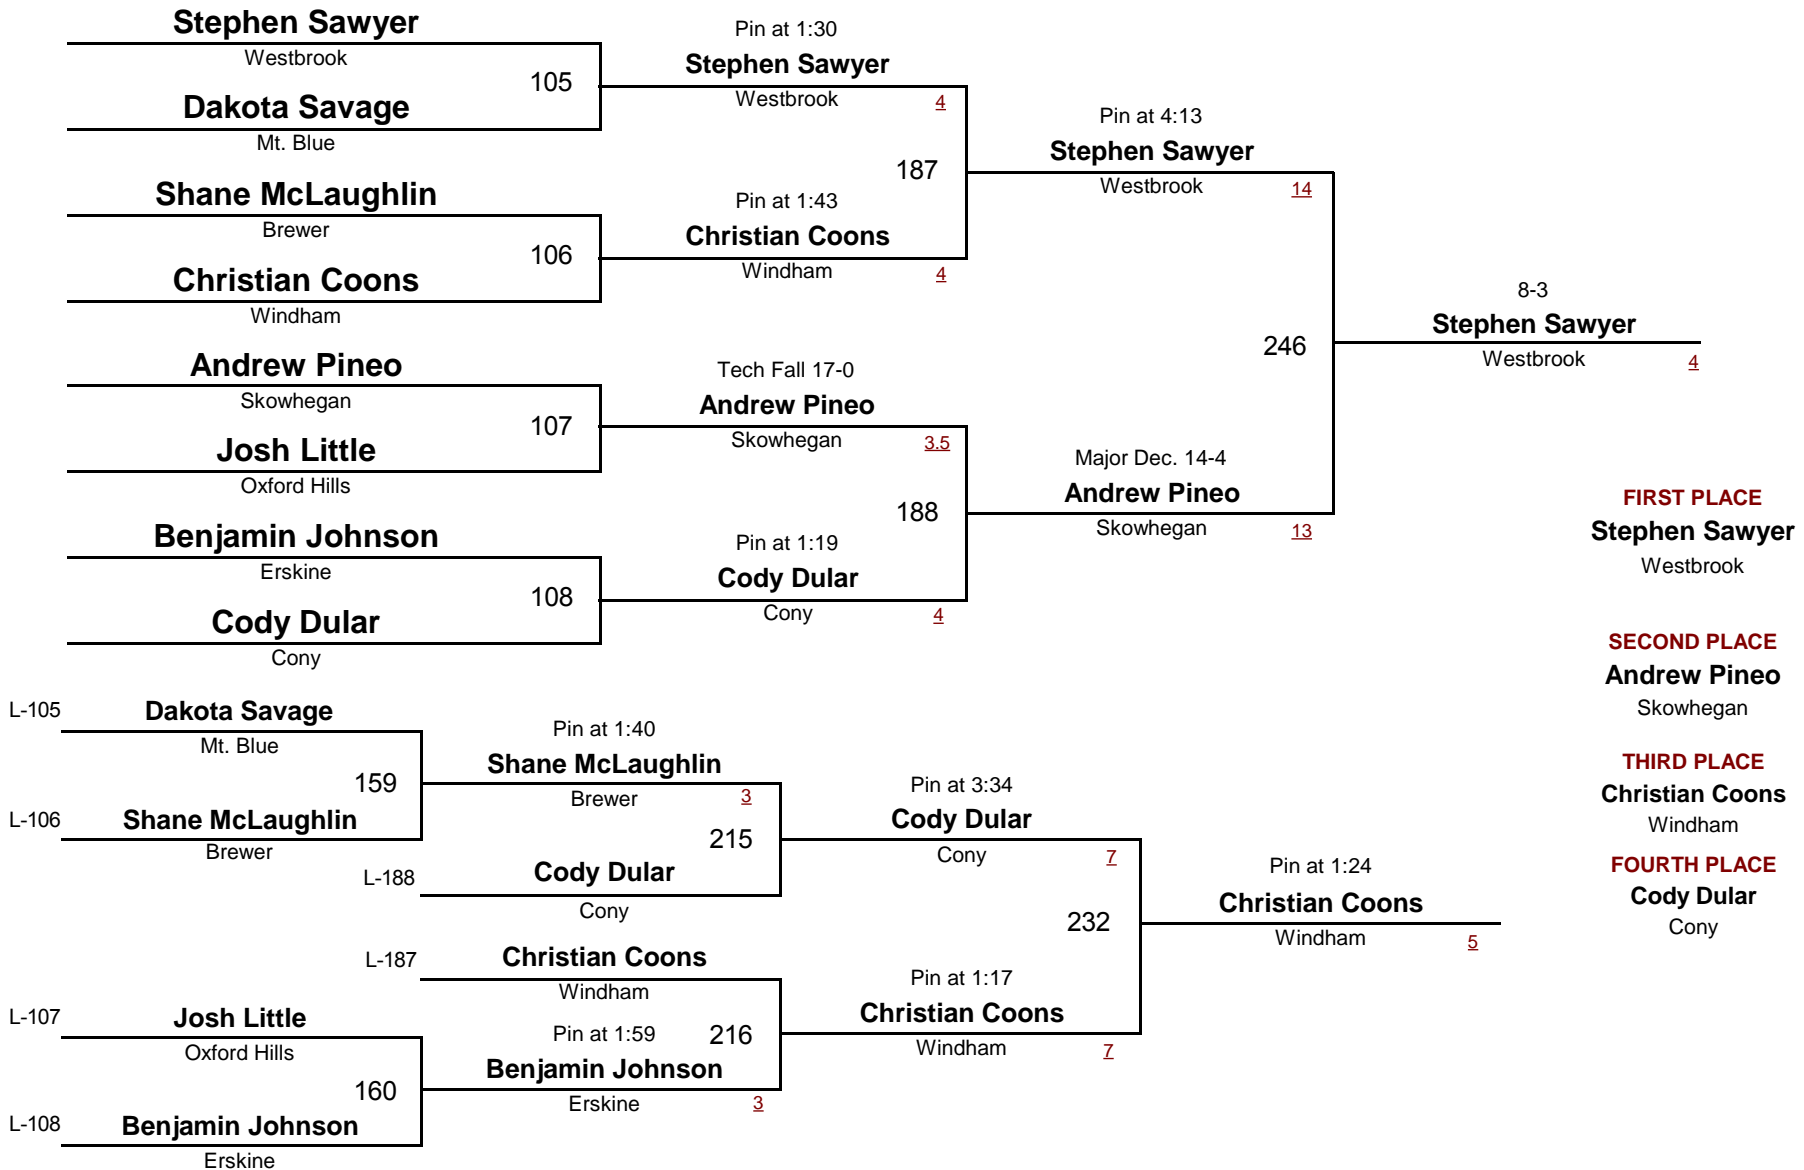 Stephen Sawyer
Westbrook
105
Dakota Savage
Mt. Blue
Shane McLaughlin
Brewer
106
Christian Coons
Windham
Andrew Pineo
Skowhegan
107
Josh Little
Oxford Hills
Benjamin Johnson
Erskine
108
Cody Dular
Cony
Pin at 1:30
Stephen Sawyer
Westbrook 4
187
Pin at 1:43
Christian Coons
Windham 4
Tech Fall 17-0
Andrew Pineo
Skowhegan 3.5
188
Pin at 1:19
Cody Dular
Cony 4
Pin at 4:13
Stephen Sawyer
Westbrook 14
246
Major Dec. 14-4
Andrew Pineo
Skowhegan 13
8-3
Stephen Sawyer
Westbrook 4
FIRST PLACE
Stephen Sawyer
Westbrook
SECOND PLACE
Andrew Pineo
Skowhegan
THIRD PLACE
Christian Coons
Windham
FOURTH PLACE
Cody Dular
Cony
L-105 Dakota Savage
Mt. Blue
159
L-106 Shane McLaughlin
Brewer
Pin at 1:40
Shane McLaughlin
Brewer 3
215
L-188 Cody Dular
Cony
L-187 Christian Coons
Windham
216
L-107 Josh Little
Oxford Hills
160
L-108 Benjamin Johnson
Erskine
Pin at 1:59
Benjamin Johnson
Erskine 3
Pin at 3:34
Cody Dular
Cony 7
232
Pin at 1:17
Christian Coons
Windham 7
Pin at 1:24
Christian Coons
Windham 5